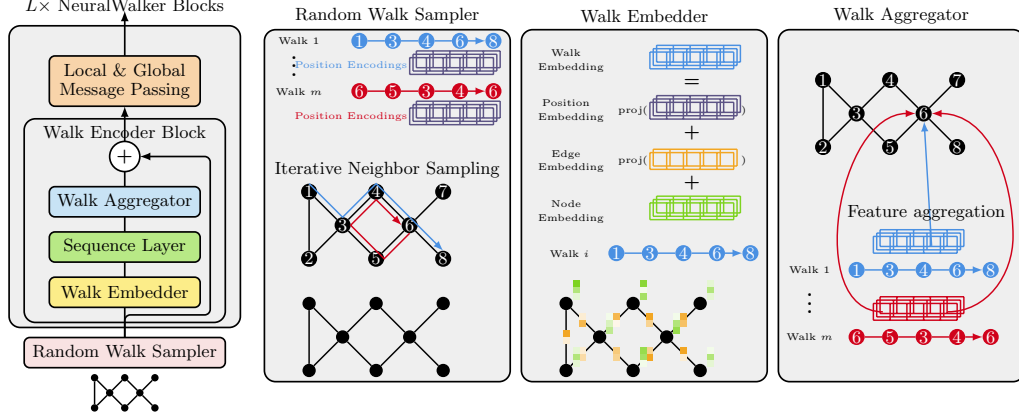 L× NeuralWalker Blocks
Local & Global
Message Passing
Walk Encoder Block
+
Walk Aggregator
Sequence Layer
Walk Embedder
Random Walk Sampler
Random Walk Sampler
Walk 1
1 3 4 6 8
⋮
Position Encodings
Walk m
6 5 3 4 6
Position Encodings
Iterative Neighbor Sampling
1 4 7
3 6
2 5 8
Walk Embedder
Walk
Embedding
=
Position
Embedding
proj( )
+
Edge
Embedding
proj( )
+
Node
Embedding
Walk i
1 3 4 6 8
Walk Aggregator
1 4 7
3 6
2 5 8
Feature aggregation
Walk 1
1 3 4 6 8
⋮
Walk m
6 5 3 4 6